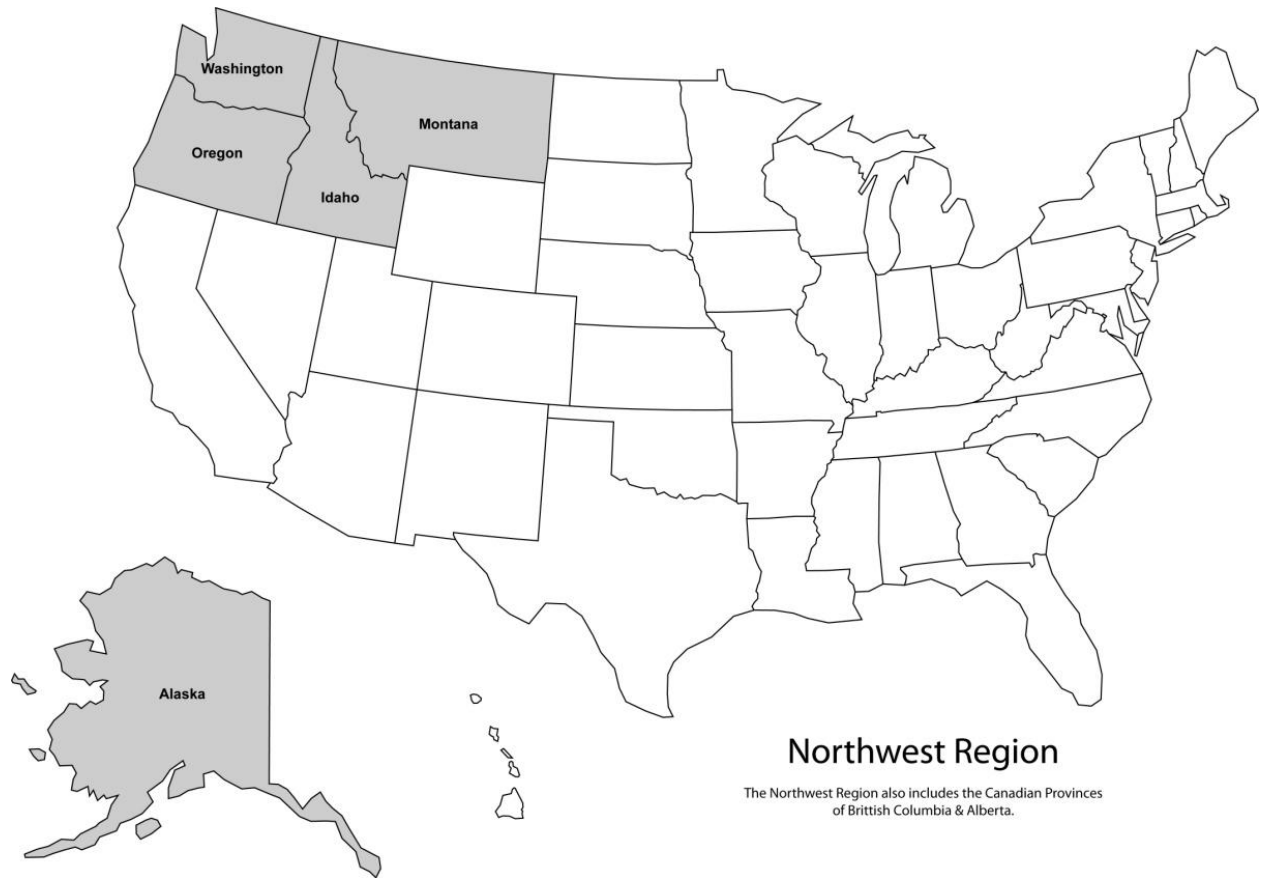 Washington
Montana
Oregon
Idaho
Alaska
Northwest Region
The Northwest Region also includes the Canadian Provinces
of Brittish Columbia & Alberta.